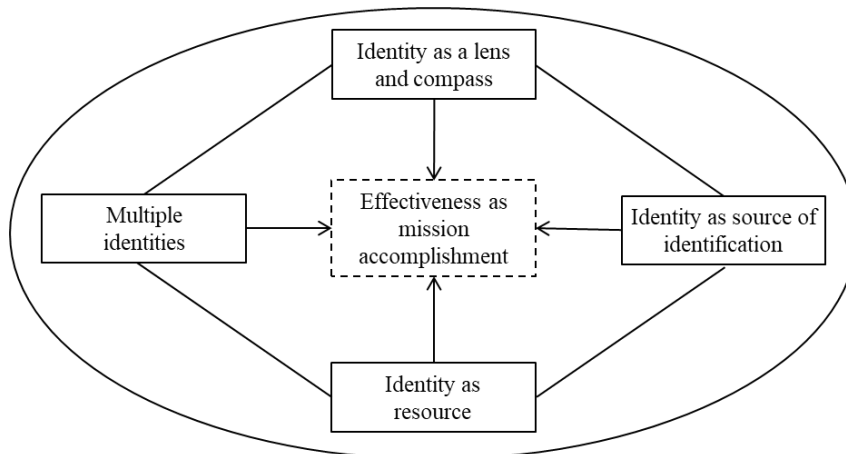 Identity as a lens
and compass
Multiple
identities
Effectiveness as
mission
accomplishment
Identity as source of
identification
Identity as
resource